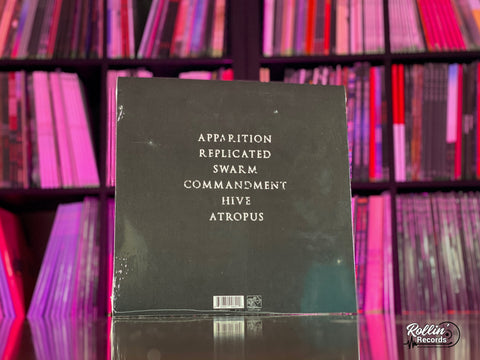 APPARITION
REPLICATED
SWARM
COMMANDMENT
HIVE
ATROPUS
Rollin'
Records